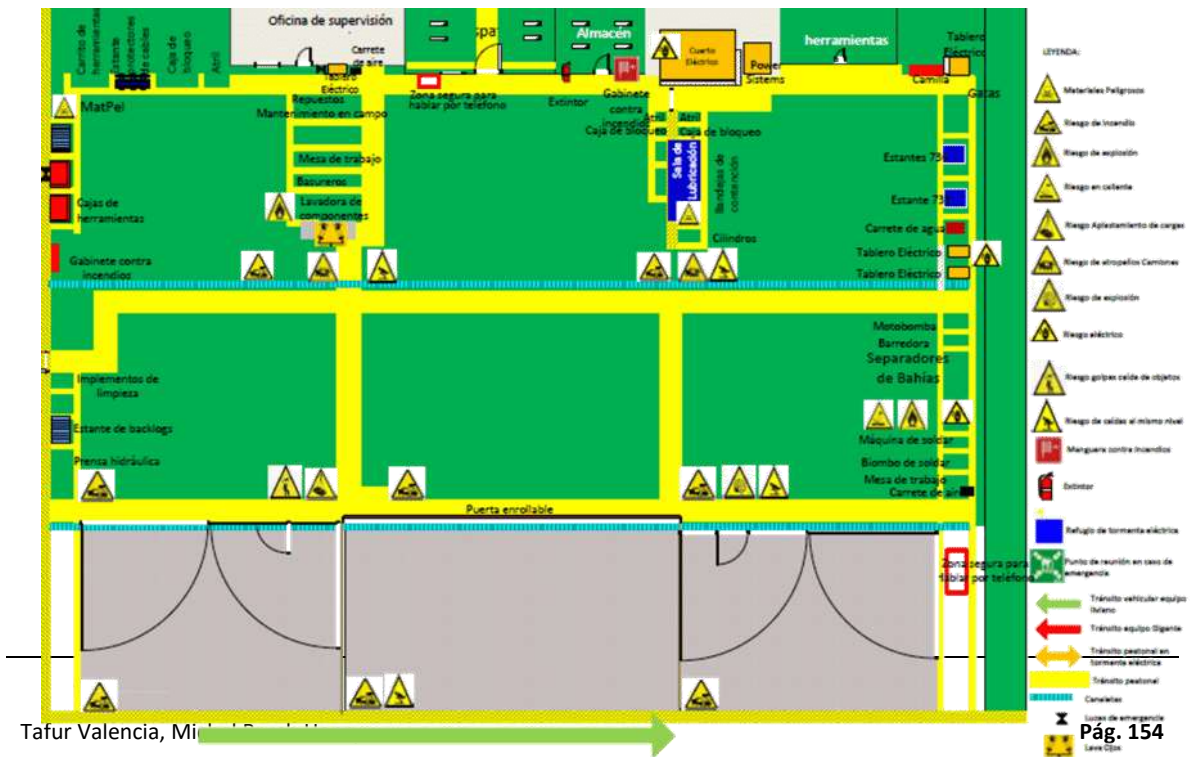 Oficina de supervisión
Almacén
herramientas
Tablero
Eléctrico
herramientas
Estante
protectores
de cables
Caja de
bloqueo
Atril
Carrete
de aire
Tablero
Eléctrico
Cuarto
Eléctrico
Power
Sistems
Camilla
Gatas
MatPel
Repuestos
Mantenimiento en campo
Zona segura para
hablar por teléfono
Extintor
Gabinete
contra
incendios
Atril
Atril
Caja de bloqueo
Caja de bloqueo
Mesa de trabajo
Basureros
Lavadora de
componentes
Sala de
Lubricación
Bandejas de
contención
Cilindros
Estantes
Estante
Carrete de agua
Tablero Eléctrico
Tablero Eléctrico
Cajas de
herramientas
Gabinete contra
incendios
Motobomba
Barredora
Separadores
de Bahías
Implementos de
limpieza
Estante de backlogs
Prensa hidráulica
Máquina de soldar
Biombo de soldar
Mesa de trabajo
Carrete de aire
Puerta enrollable
Zona segura para
hablar por teléfono
LEYENDA:
Materiales Peligrosos
Riesgo de Incendio
Riesgo de explosión
Riesgo en caliente
Riesgo Aplastamiento de cargas
Riesgo de atropellos Camiones
Riesgo de explosión
Riesgo eléctrico
Riesgo golpes caída de objetos
Riesgo de caídas al mismo nivel
Manguera contra Incendios
Extintor
Refugio de tormenta eléctrica
Punto de reunión en caso de
emergencia
Tránsito vehicular equipo
liviano
Tránsito equipo Gigante
Tránsito peatonal en
tormenta eléctrica
Tránsito peatonal
Canaletas
Luces de emergencia
Lava Ojos
Tafur Valencia,
Pág. 154